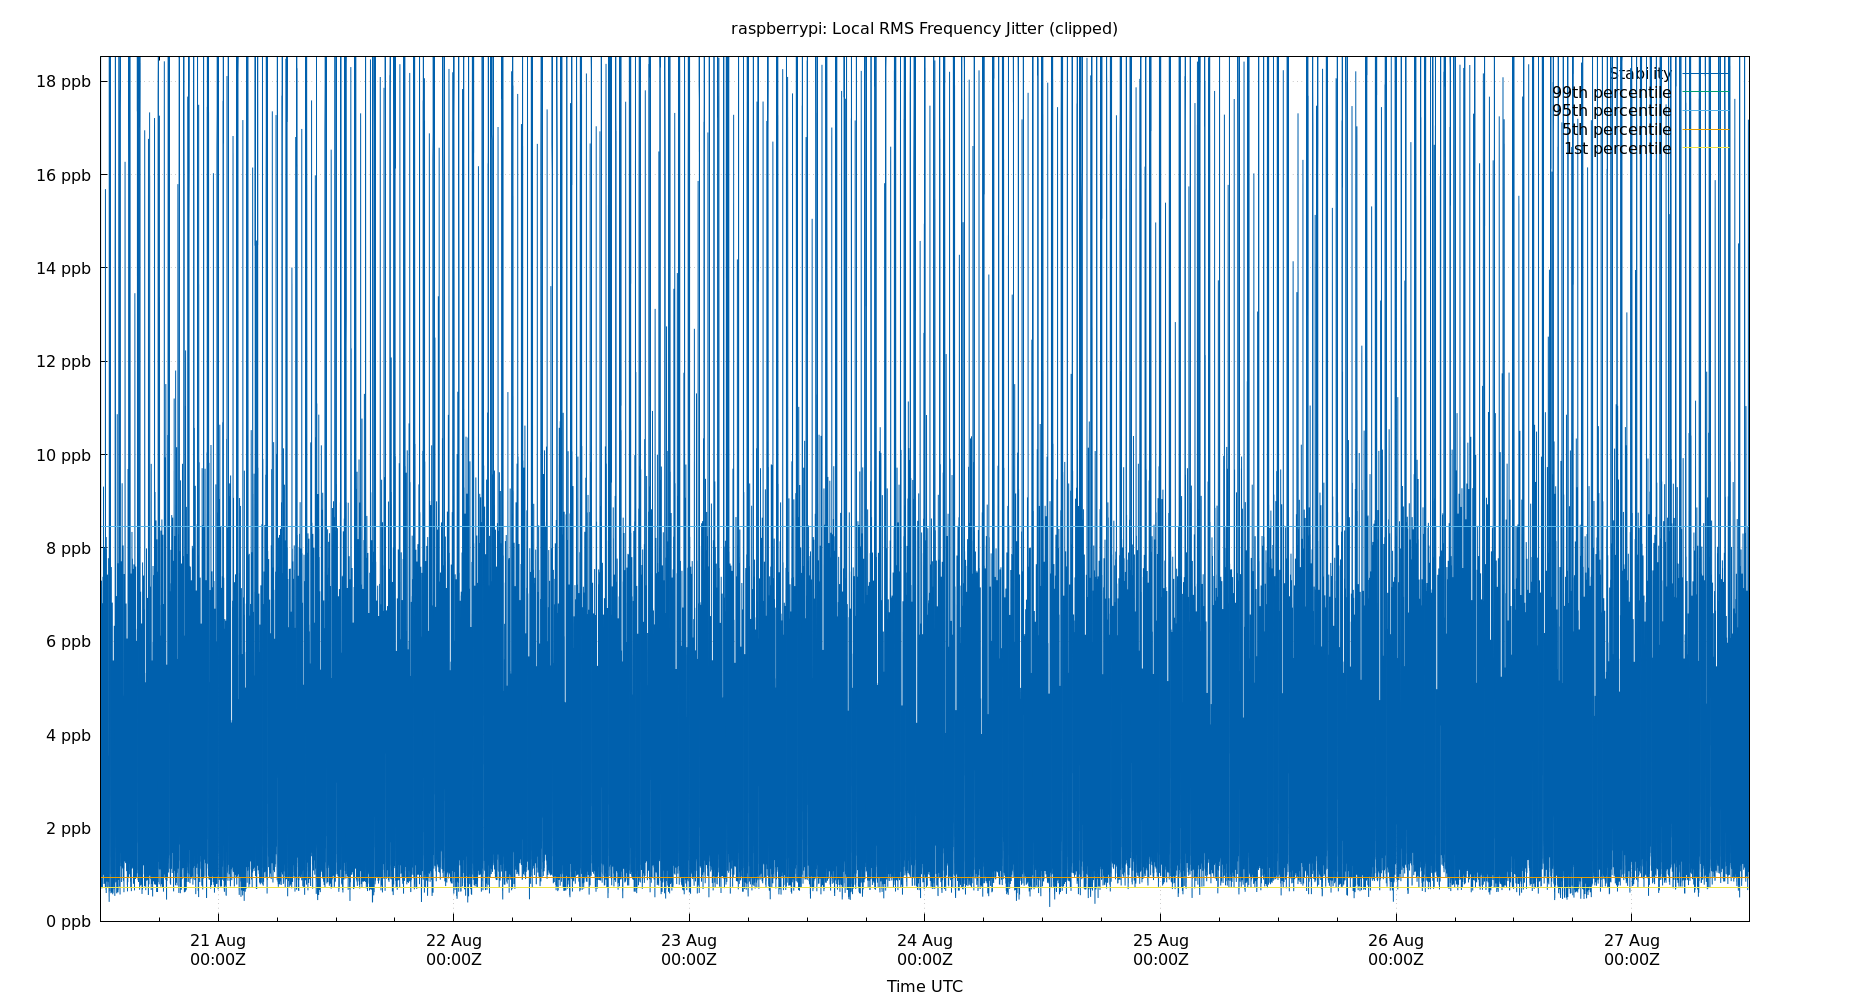 raspberrypi: Local RMS Frequency Jitter (clipped)
18 ppb
16 ppb
14 ppb
12 ppb
10 ppb
8 ppb
6 ppb
4 ppb
2 ppb
0 ppb
Stability
99th percentile
95th percentile
5th percentile
1st percentile
21 Aug
00:00Z
22 Aug
00:00Z
23 Aug
00:00Z
24 Aug
00:00Z
25 Aug
00:00Z
26 Aug
00:00Z
27 Aug
00:00Z
Time UTC